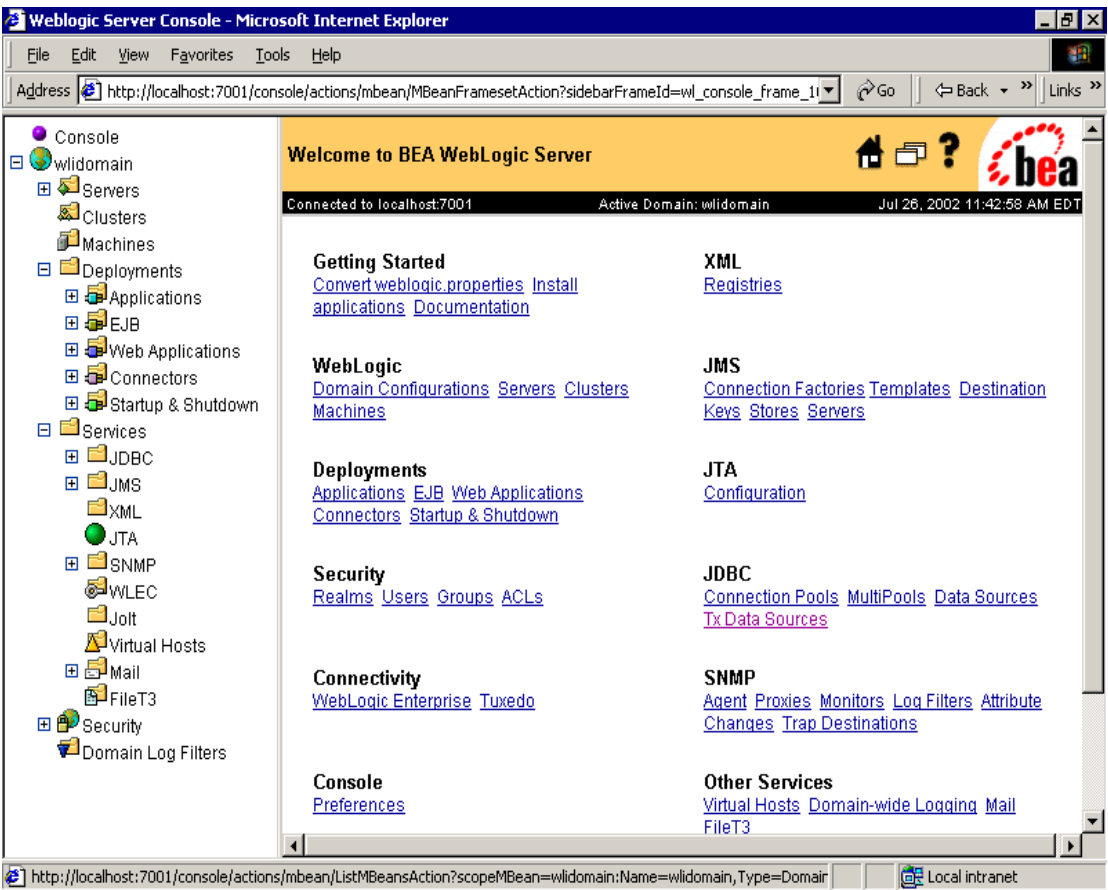 Weblogic Server Console - Microsoft Internet Explorer
File Edit View Favorites Tools Help
Address http://localhost:7001/console/actions/mbean/MBeanFramesetAction?sidebarFrameId=wl_console_frame_1 Go Back » Links »
Console
wlidomain
Servers
Clusters
Machines
Deployments
Applications
EJB
Web Applications
Connectors
Startup & Shutdown
Services
JDBC
JMS
XML
JTA
SNMP
WLEC
Jolt
Virtual Hosts
Mail
FileT3
Security
Domain Log Filters
Welcome to BEA WebLogic Server ? bea
Connected to localhost:7001 Active Domain: wlidomain Jul 26, 2002 11:42:58 AM EDT
Getting Started
Convert weblogic.properties Install
applications Documentation
XML
Registries
WebLogic
Domain Configurations Servers Clusters
Machines
JMS
Connection Factories Templates Destination
Keys Stores Servers
Deployments
Applications EJB Web Applications
Connectors Startup & Shutdown
JTA
Configuration
Security
Realms Users Groups ACLs
JDBC
Connection Pools MultiPools Data Sources
Tx Data Sources
Connectivity
WebLogic Enterprise Tuxedo
SNMP
Agent Proxies Monitors Log Filters Attribute
Changes Trap Destinations
Console
Preferences
Other Services
Virtual Hosts Domain-wide Logging Mail
FileT3
http://localhost:7001/console/actions/mbean/ListMBeansAction?scopeMBean=wlidomain:Name=wlidomain,Type=Domair Local intranet